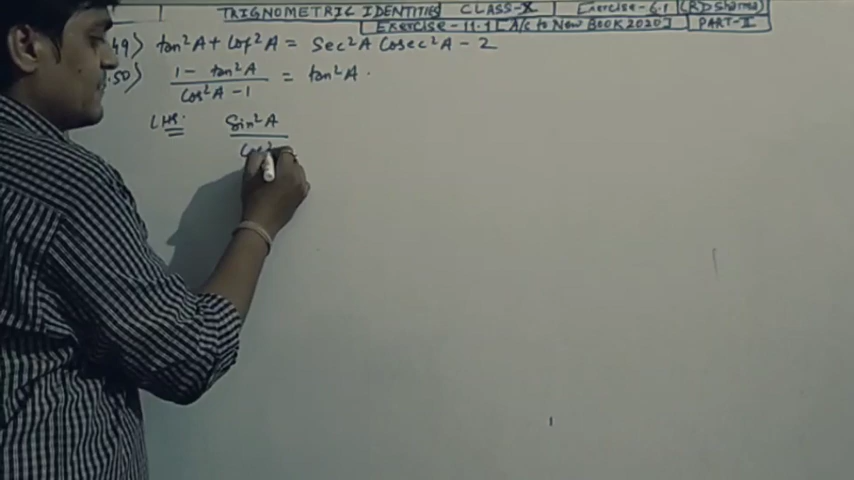 TRIGNOMETRIC IDENTITIES CLASS-X Exercise-6.1 (RD Sharma)
Exercise-11.1 [A/c to New Book 2020] PART-II
49) tan²A + Cot²A = Sec²A Cosec²A - 2
.50) 1 - tan²A / Cos²A - 1 = tan²A.
LHS: Sin²A